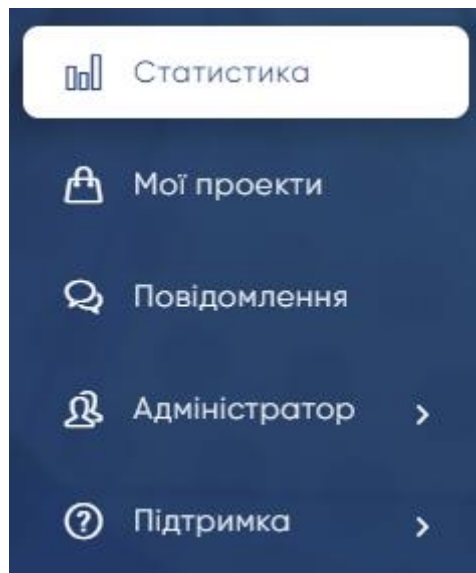 Статистика
Мої проекти
Повідомлення
Адміністратор
Підтримка